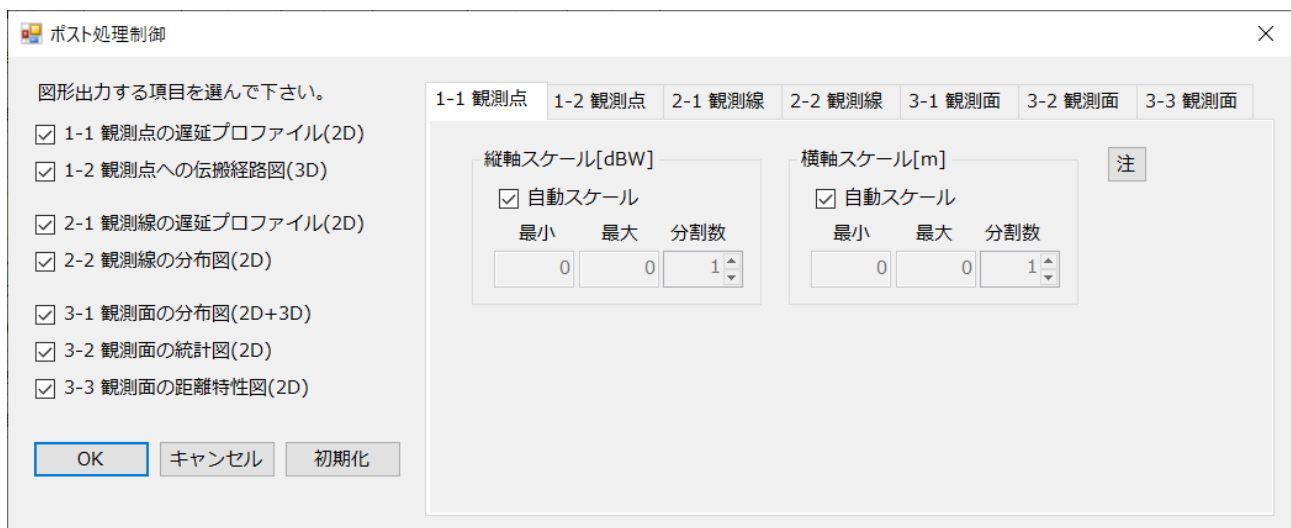 ポスト処理制御
図形出力する項目を選んで下さい。
1-1 観測点の遅延プロファイル(2D)
1-2 観測点への伝搬経路図(3D)
2-1 観測線の遅延プロファイル(2D)
2-2 観測線の分布図(2D)
3-1 観測面の分布図(2D+3D)
3-2 観測面の統計図(2D)
3-3 観測面の距離特性図(2D)
OK キャンセル 初期化
1-1 観測点 1-2 観測点 2-1 観測線 2-2 観測線 3-1 観測面 3-2 観測面 3-3 観測面
縦軸スケール[dBW]
自動スケール
最小 最大 分割数
0 0 1
横軸スケール[m]
自動スケール
最小 最大 分割数
0 0 1
注